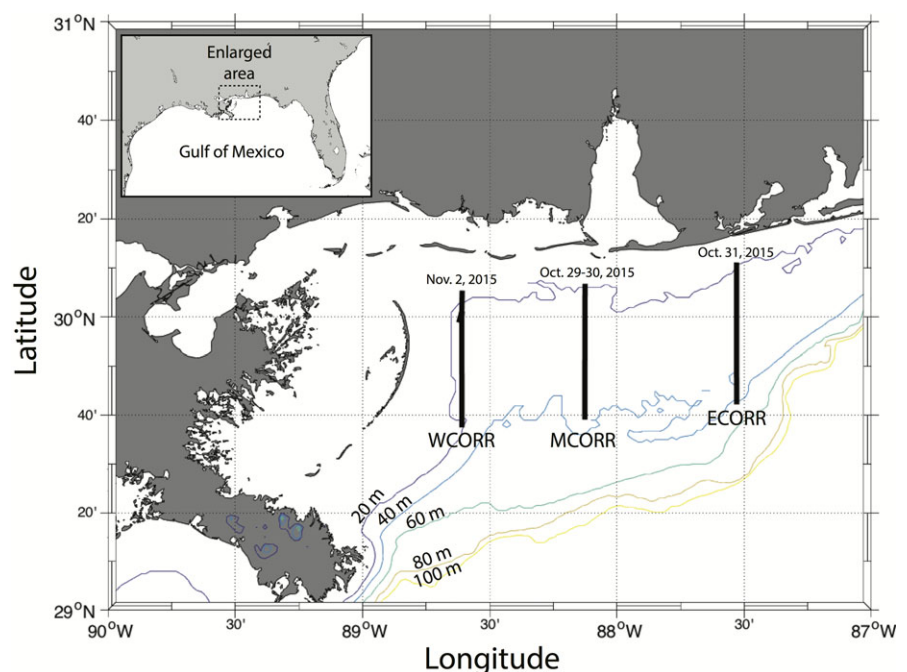 31°N
Enlarged
area
Gulf of Mexico
40'
40'
20'
Nov. 2, 2015
Oct. 29-30, 2015
Oct. 31, 2015
30°N
Latitude
40'
WCORR
MCORR
ECORR
20'
20 m
40 m
60 m
80 m
100 m
29°N
90°W
30'
89°W
30'
88°W
30'
87°W
Longitude